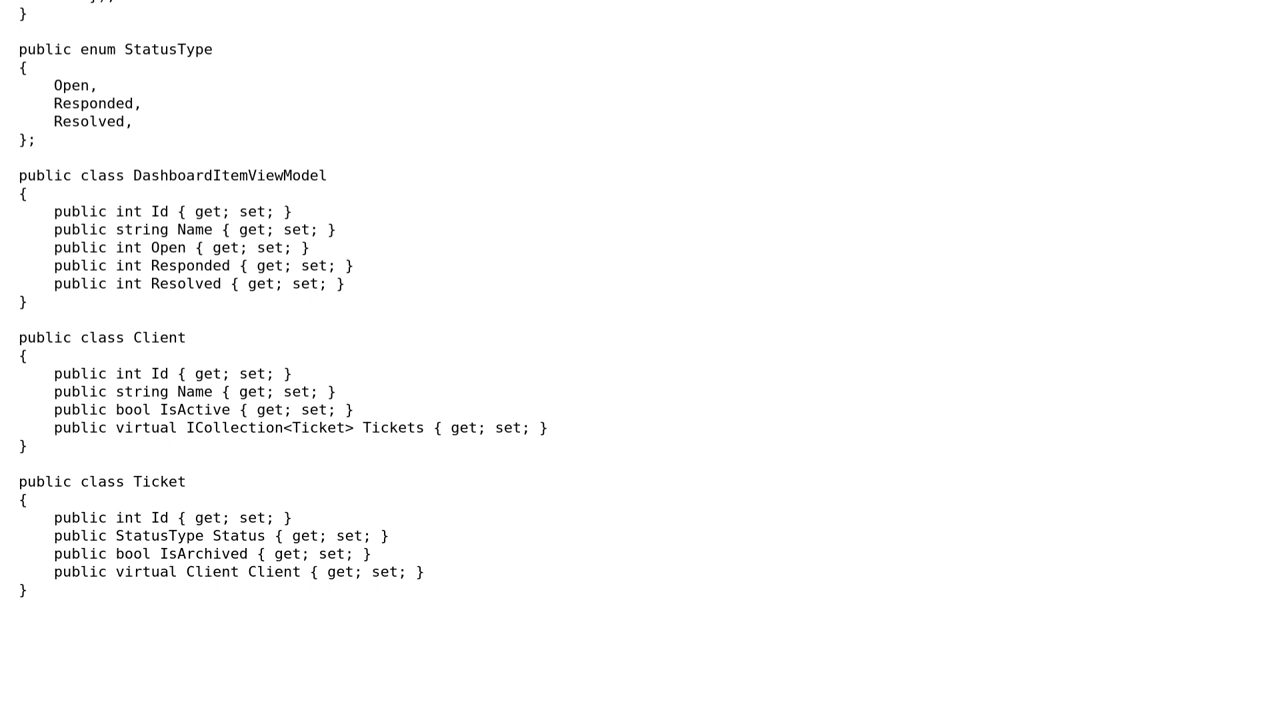 }
public enum StatusType
{
    Open,
    Responded,
    Resolved,
};
public class DashboardItemViewModel
{
    public int Id { get; set; }
    public string Name { get; set; }
    public int Open { get; set; }
    public int Responded { get; set; }
    public int Resolved { get; set; }
}
public class Client
{
    public int Id { get; set; }
    public string Name { get; set; }
    public bool IsActive { get; set; }
    public virtual ICollection<Ticket> Tickets { get; set; }
}
public class Ticket
{
    public int Id { get; set; }
    public StatusType Status { get; set; }
    public bool IsArchived { get; set; }
    public virtual Client Client { get; set; }
}